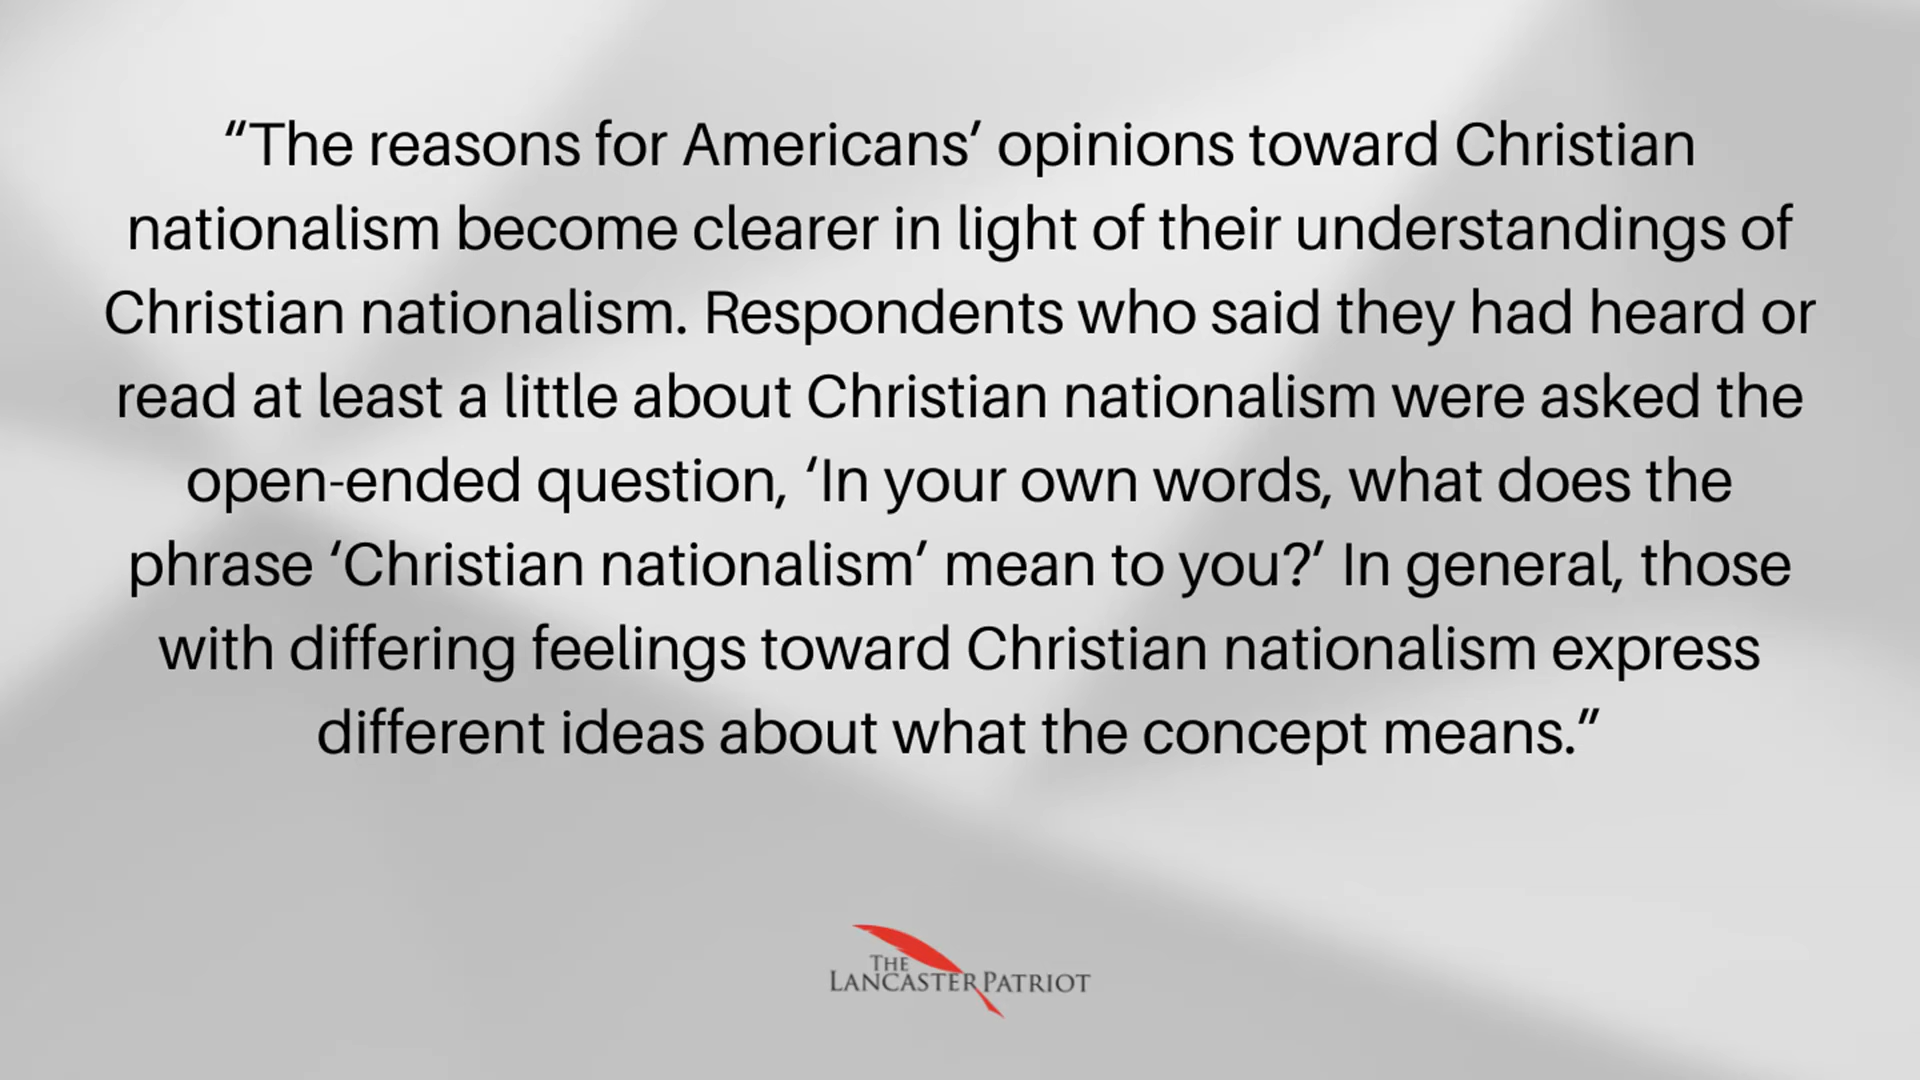 “The reasons for Americans’ opinions toward Christian
nationalism become clearer in light of their understandings of
Christian nationalism. Respondents who said they had heard or
read at least a little about Christian nationalism were asked the
open-ended question, ‘In your own words, what does the
phrase ‘Christian nationalism’ mean to you?’ In general, those
with differing feelings toward Christian nationalism express
different ideas about what the concept means.”
THE
LANCASTER PATRIOT